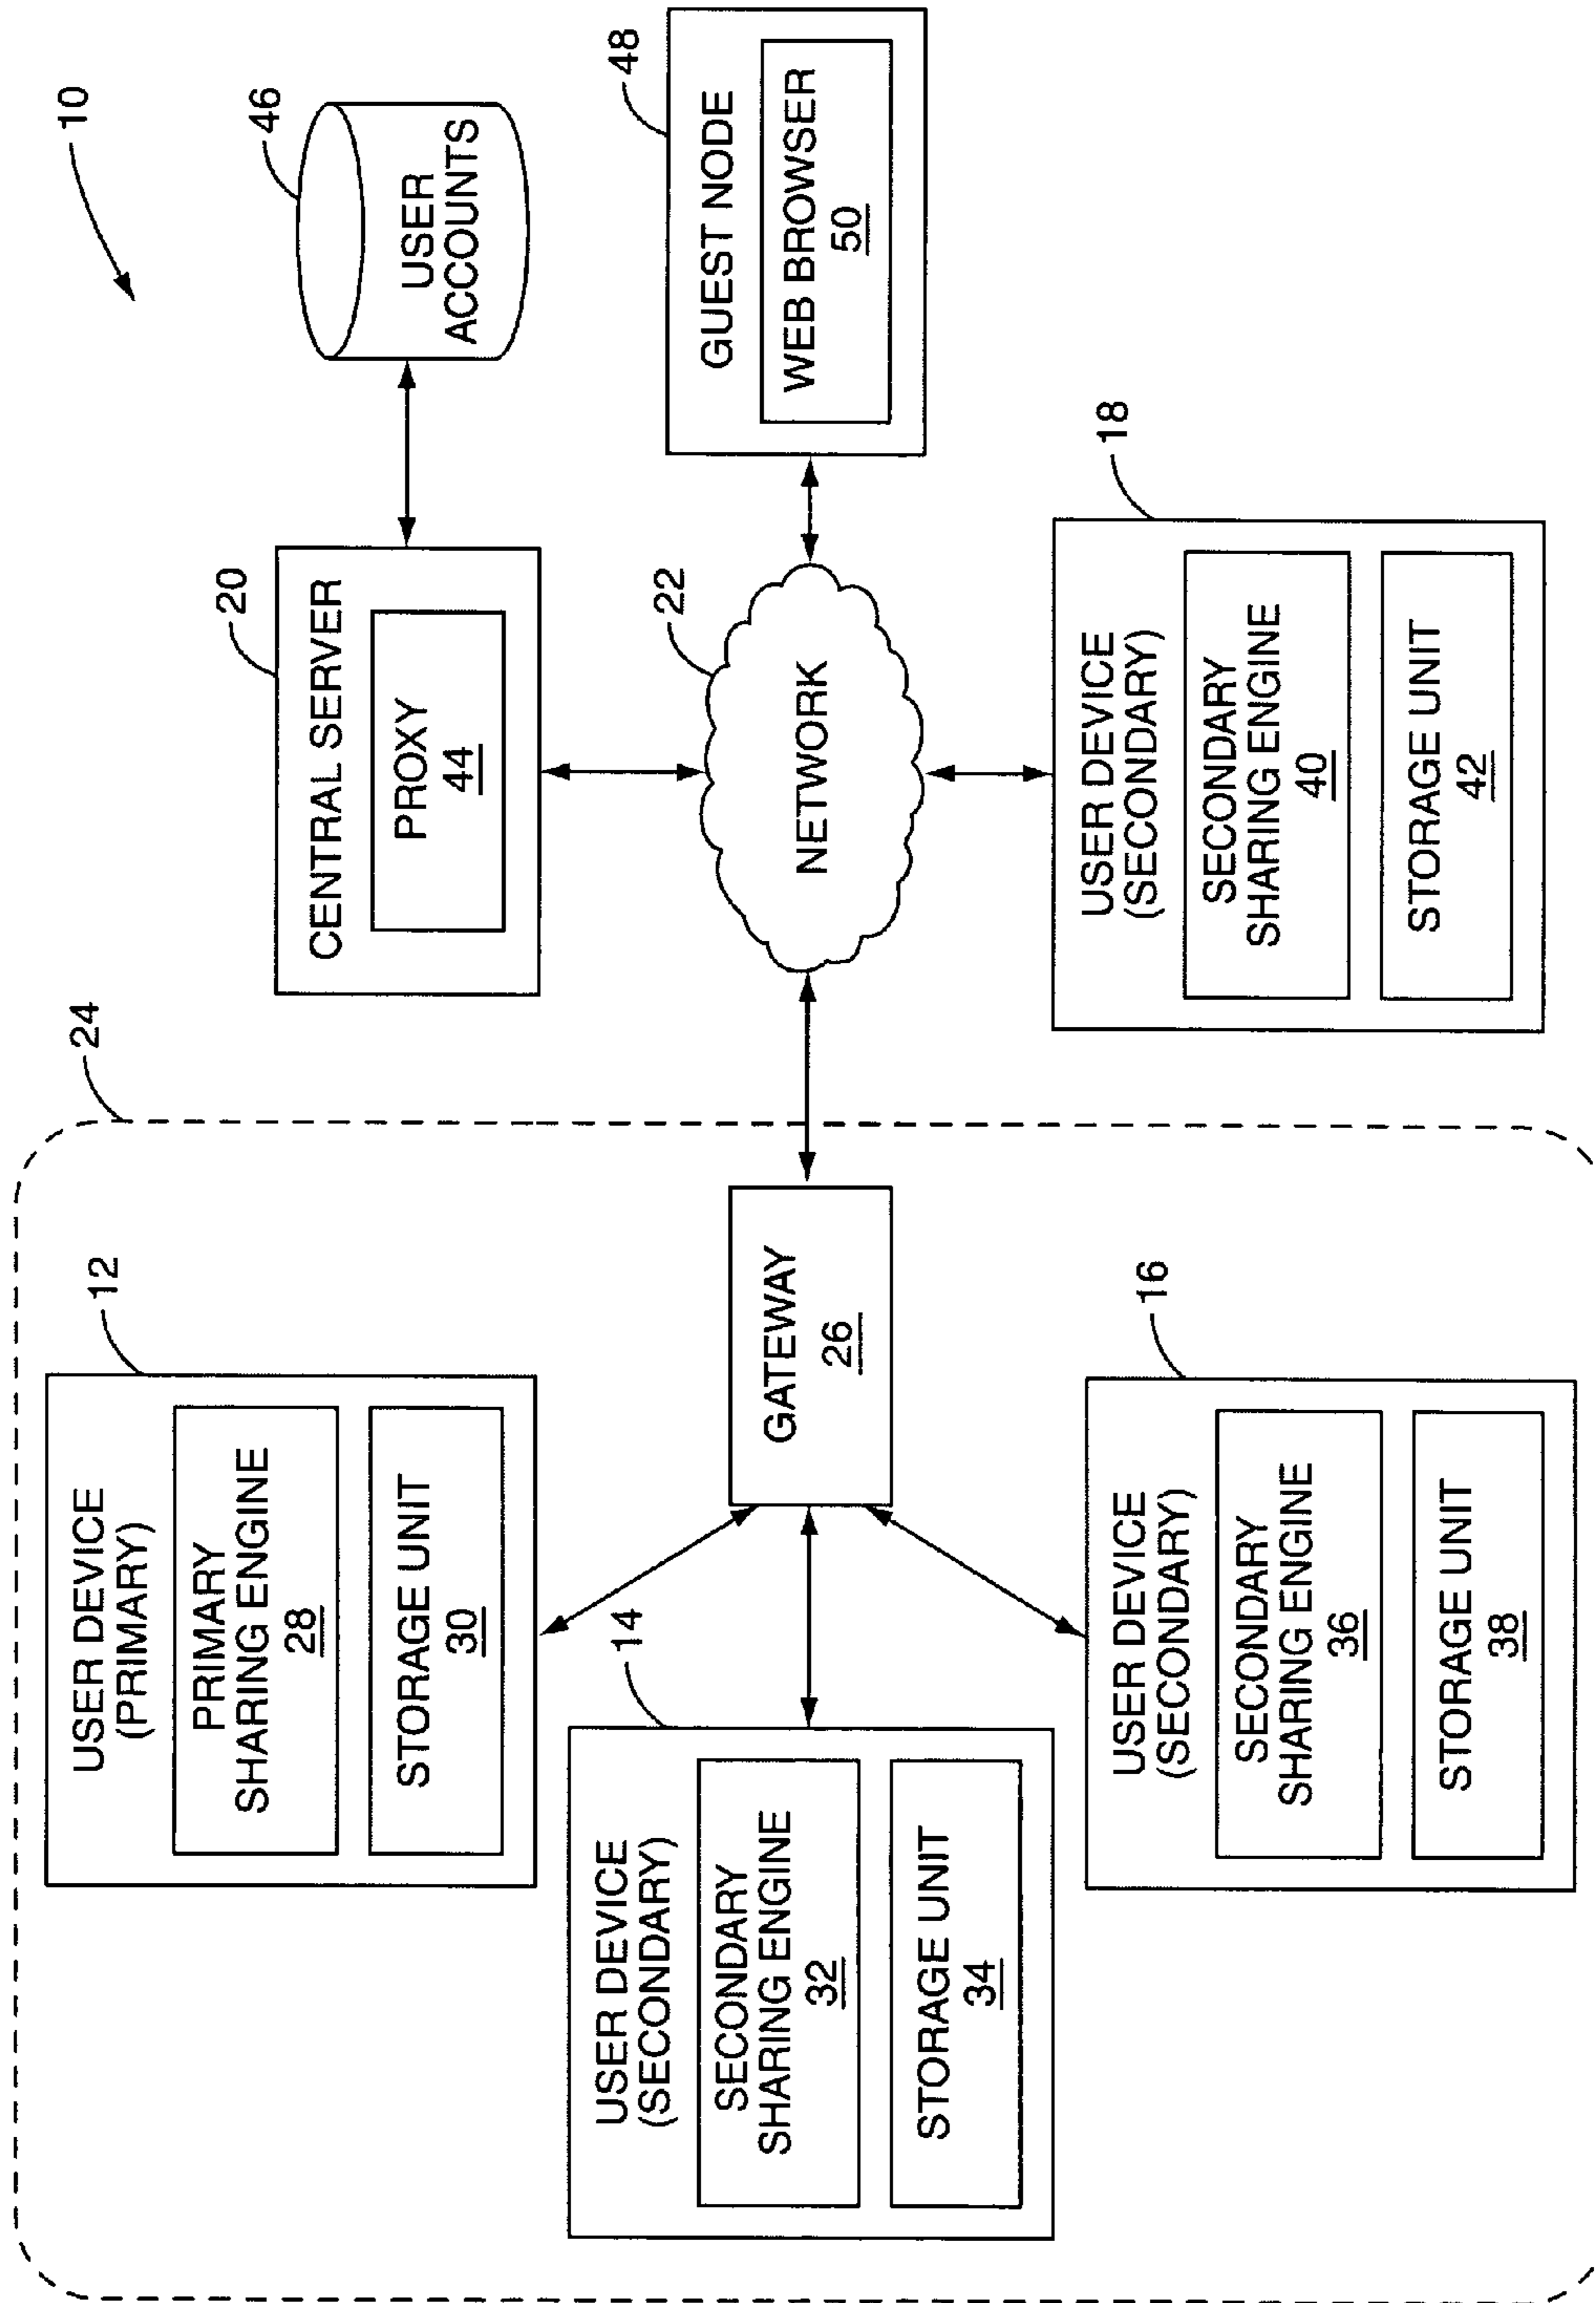 10
24
12
USER DEVICE
(PRIMARY)
PRIMARY
SHARING ENGINE
28
STORAGE UNIT
30
14
USER DEVICE
(SECONDARY)
SECONDARY
SHARING ENGINE
32
STORAGE UNIT
34
16
USER DEVICE
(SECONDARY)
SECONDARY
SHARING ENGINE
36
STORAGE UNIT
38
GATEWAY
26
20
CENTRAL SERVER
PROXY
44
46
USER
ACCOUNTS
22
NETWORK
48
GUEST NODE
WEB BROWSER
50
18
USER DEVICE
(SECONDARY)
SECONDARY
SHARING ENGINE
40
STORAGE UNIT
42